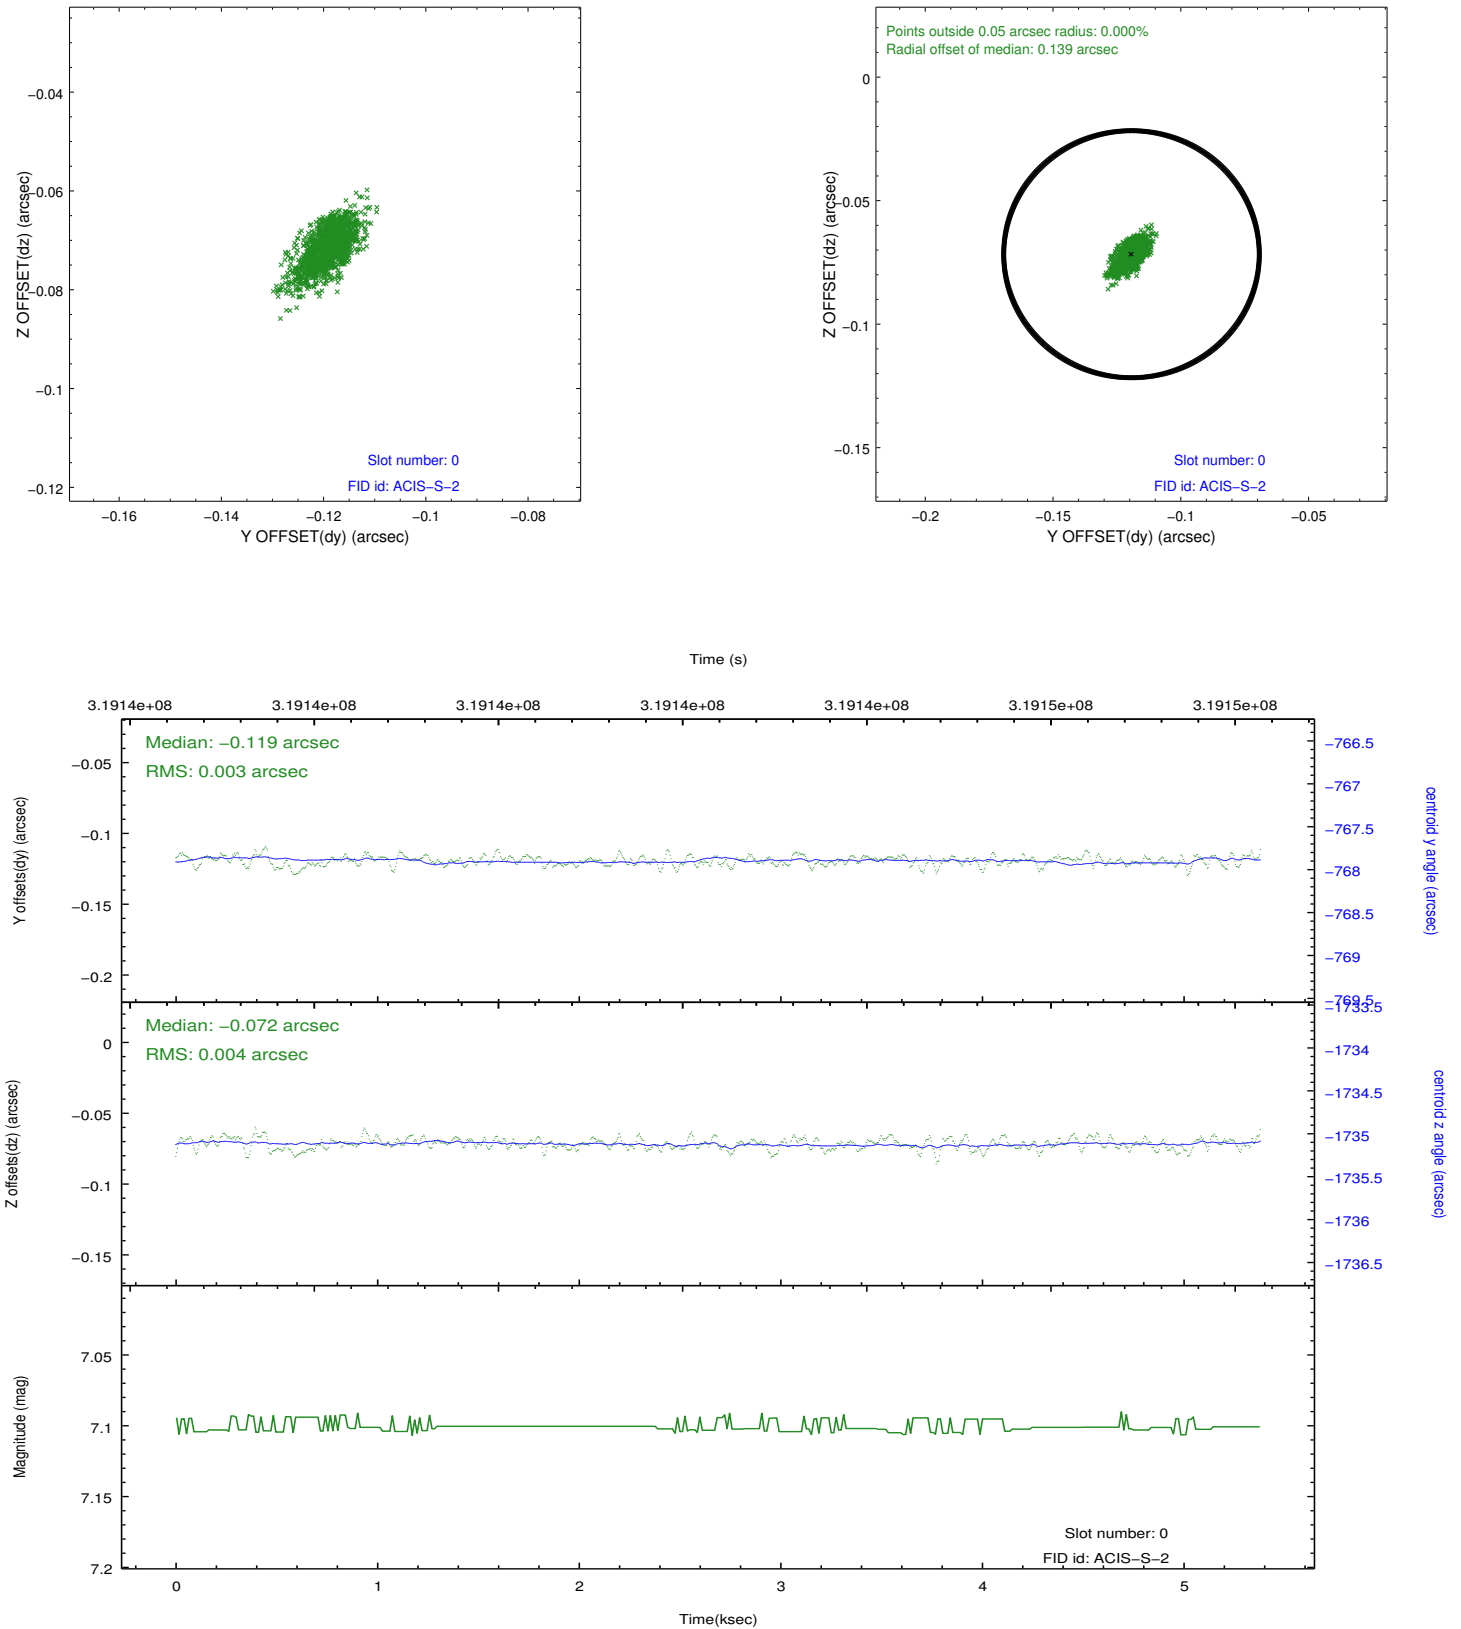 −0.04
−0.06
−0.08
−0.1
−0.12
Z OFFSET(dz) (arcsec)
Slot number: 0
FID id: ACIS−S−2
−0.16
−0.14
−0.12
−0.1
−0.08
Y OFFSET(dy) (arcsec)
Points outside 0.05 arcsec radius: 0.000%
Radial offset of median: 0.139 arcsec
0
−0.05
−0.1
−0.15
Z OFFSET(dz) (arcsec)
Slot number: 0
FID id: ACIS−S−2
−0.2
−0.15
−0.1
−0.05
Y OFFSET(dy) (arcsec)
Time (s)
3.1914e+08
3.1914e+08
3.1914e+08
3.1914e+08
3.1914e+08
3.1915e+08
3.1915e+08
Median: −0.119 arcsec
RMS: 0.003 arcsec
−0.05
−0.1
−0.15
−0.2
Y offsets(dy) (arcsec)
−766.5
−767
−767.5
−768
−768.5
−769
−769.5
centroid y angle (arcsec)
Median: −0.072 arcsec
RMS: 0.004 arcsec
0
−0.05
−0.1
−0.15
Z offsets(dz) (arcsec)
−1733.5
−1734
−1734.5
−1735
−1735.5
−1736
−1736.5
centroid z angle (arcsec)
7.05
7.1
7.15
7.2
Magnitude (mag)
Slot number: 0
FID id: ACIS−S−2
0
1
2
3
4
5
Time(ksec)